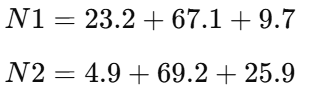 N1 = 23.2 + 67.1 + 9.7
N2 = 4.9 + 69.2 + 25.9